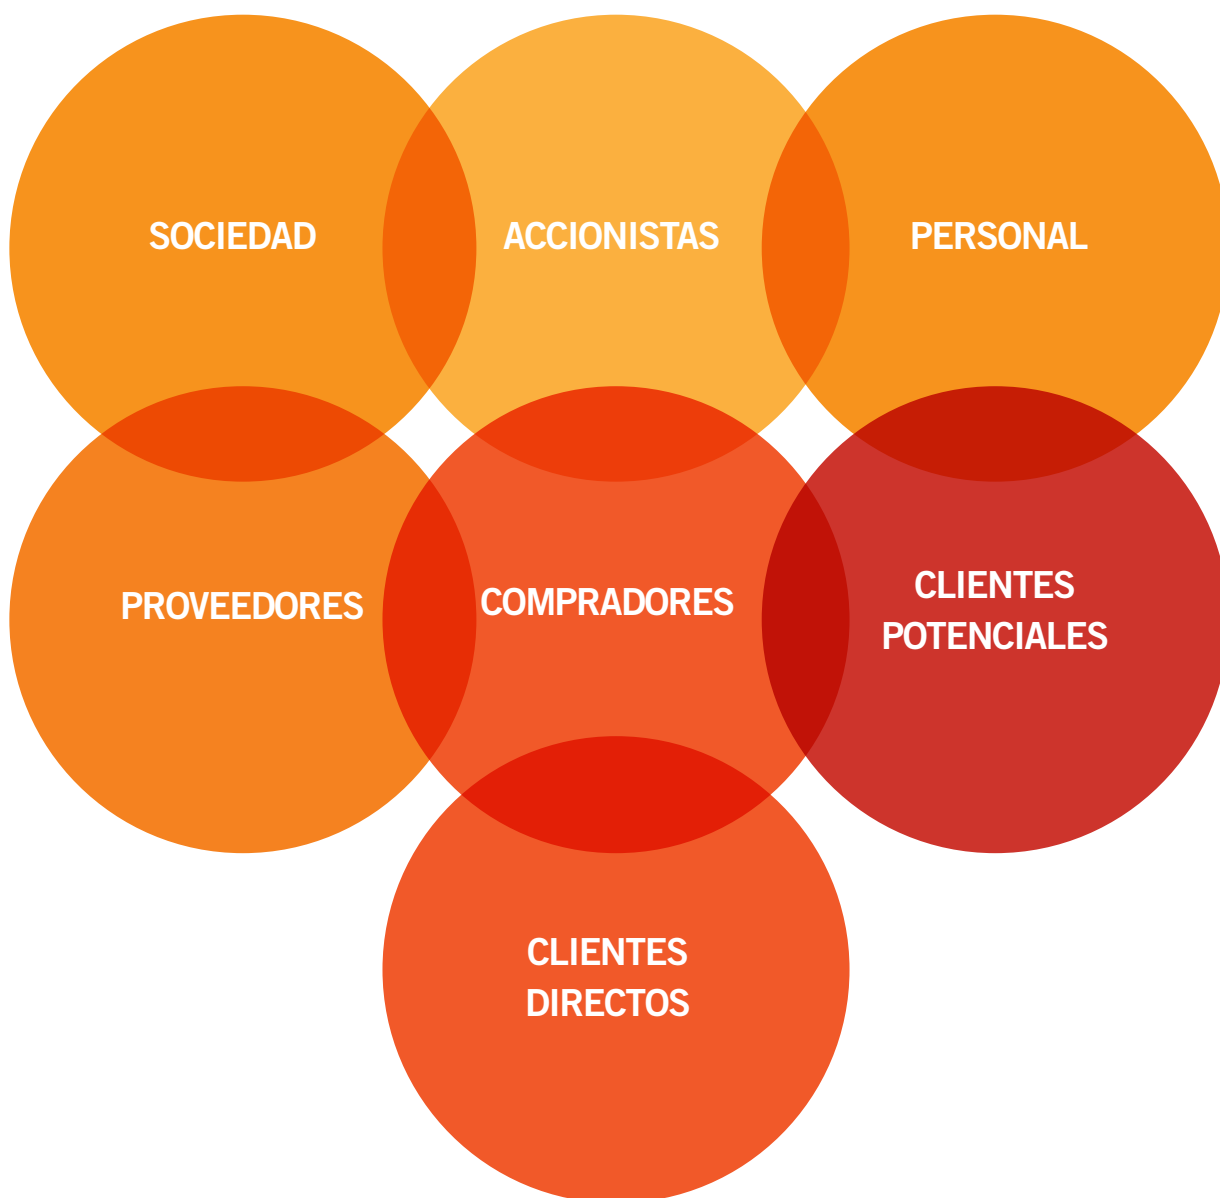 SOCIEDAD
ACCIONISTAS
PERSONAL
PROVEEDORES
COMPRADORES
CLIENTES
POTENCIALES
CLIENTES
DIRECTOS